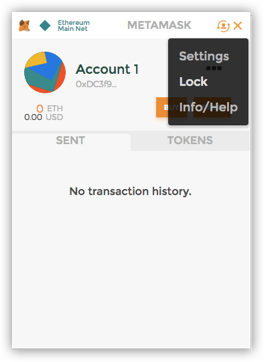 Ethereum
Main Net
METAMASK
Settings
Lock
Info/Help
Account 1
0xDC3f9...
0 ETH
0.00 USD
SENT
TOKENS
No transaction history.